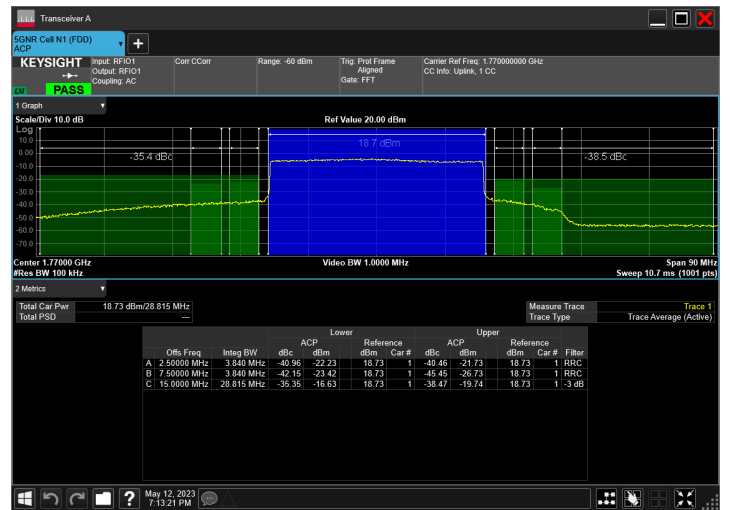 Transceiver A
5GNR Cell N1 (FDD)
ACP
KEYSIGHT
LXI
PASS
Input: RFIO1
Output: RFIO1
Coupling: AC
Corr CCorr
Range: -60 dBm
Trig: Prot Frame
Aligned
Gate: FFT
Carrier Ref Freq: 1.770000000 GHz
CC Info: Uplink, 1 CC
1 Graph
Scale/Div 10.0 dB
Ref Value 20.00 dBm
Log
10.0
0.00
-10.0
-20.0
-30.0
-40.0
-50.0
-60.0
-70.0
-35.4 dBc
18.7 dBm
-38.5 dBc
Center 1.77000 GHz
#Res BW 100 kHz
Video BW 1.0000 MHz
Span 90 MHz
Sweep 10.7 ms (1001 pts)
2 Metrics
Total Car Pwr 18.73 dBm/28.815 MHz
Total PSD ---
Measure Trace Trace 1
Trace Type Trace Average (Active)
Lower Upper
ACP Reference ACP Reference
Offs Freq Integ BW dBc dBm dBm Car # dBc dBm dBm Car # Filter
A 2.50000 MHz 3.840 MHz -40.96 -22.23 18.73 1 -40.46 -21.73 18.73 1 RRC
B 7.50000 MHz 3.840 MHz -42.15 -23.42 18.73 1 -45.45 -26.73 18.73 1 RRC
C 15.0000 MHz 28.815 MHz -35.35 -16.63 18.73 1 -38.47 -19.74 18.73 1 -3 dB
May 12, 2023
7:13:21 PM